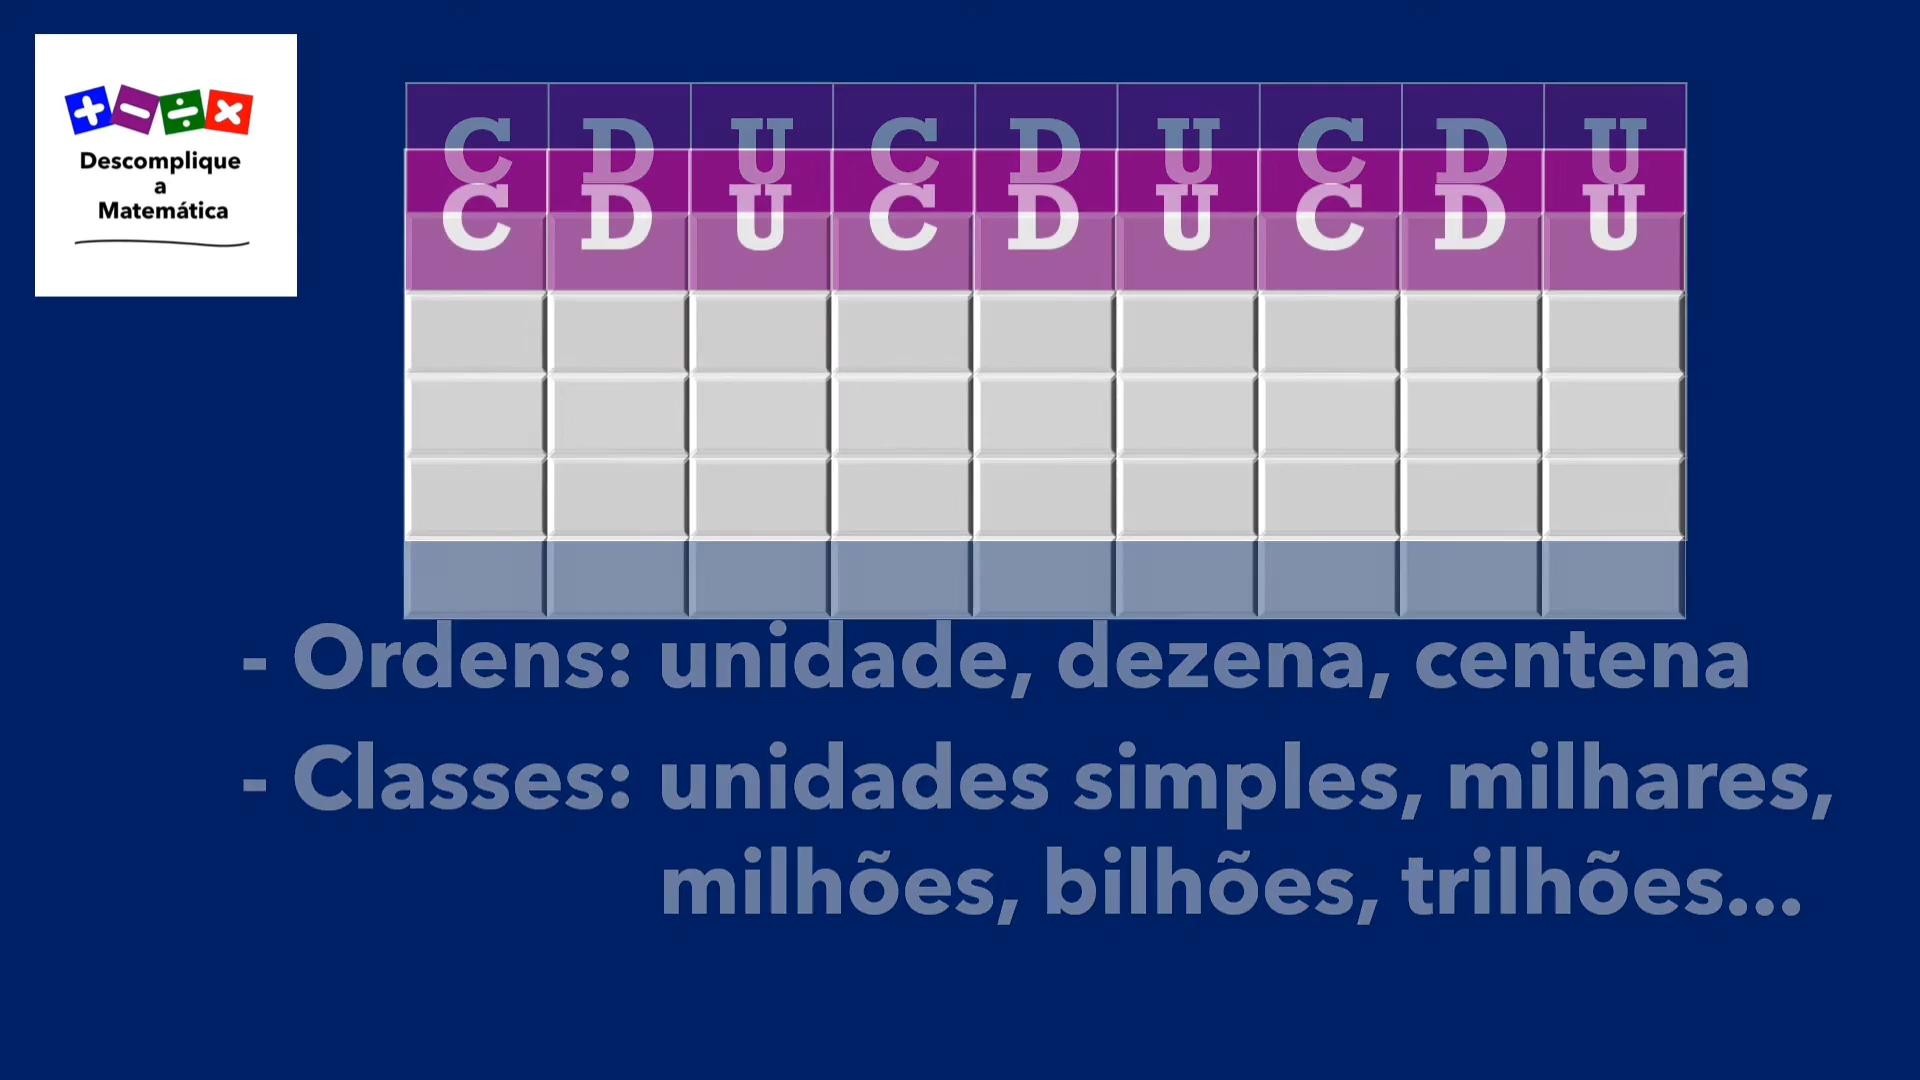 Descomplique
a
Matemática
C D U C D U C D U
C D U C D U C D U
- Ordens: unidade, dezena, centena
- Classes: unidades simples, milhares,
milhões, bilhões, trilhões...